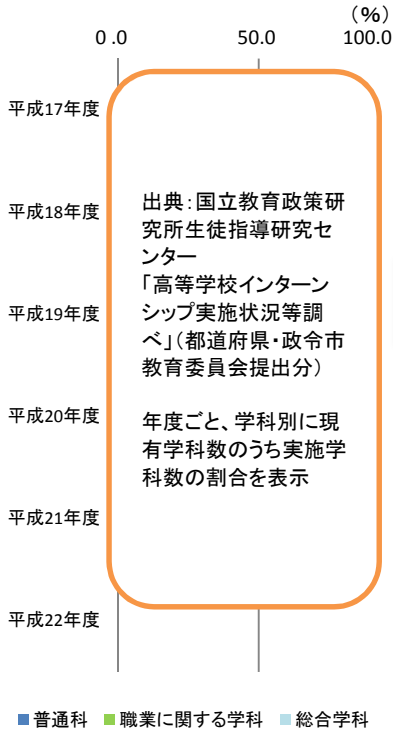 （％）
0 .0 50.0 100.0
平成17年度
平成18年度
平成19年度
平成20年度
平成21年度
平成22年度
出典：国立教育政策研
究所生徒指導研究セ
ンター
「高等学校インターン
シップ実施状況等調
べ」（都道府県・政令市
教育委員会提出分）
年度ごと、学科別に現
有学科数のうち実施学
科数の割合を表示
普通科 職業に関する学科 総合学科